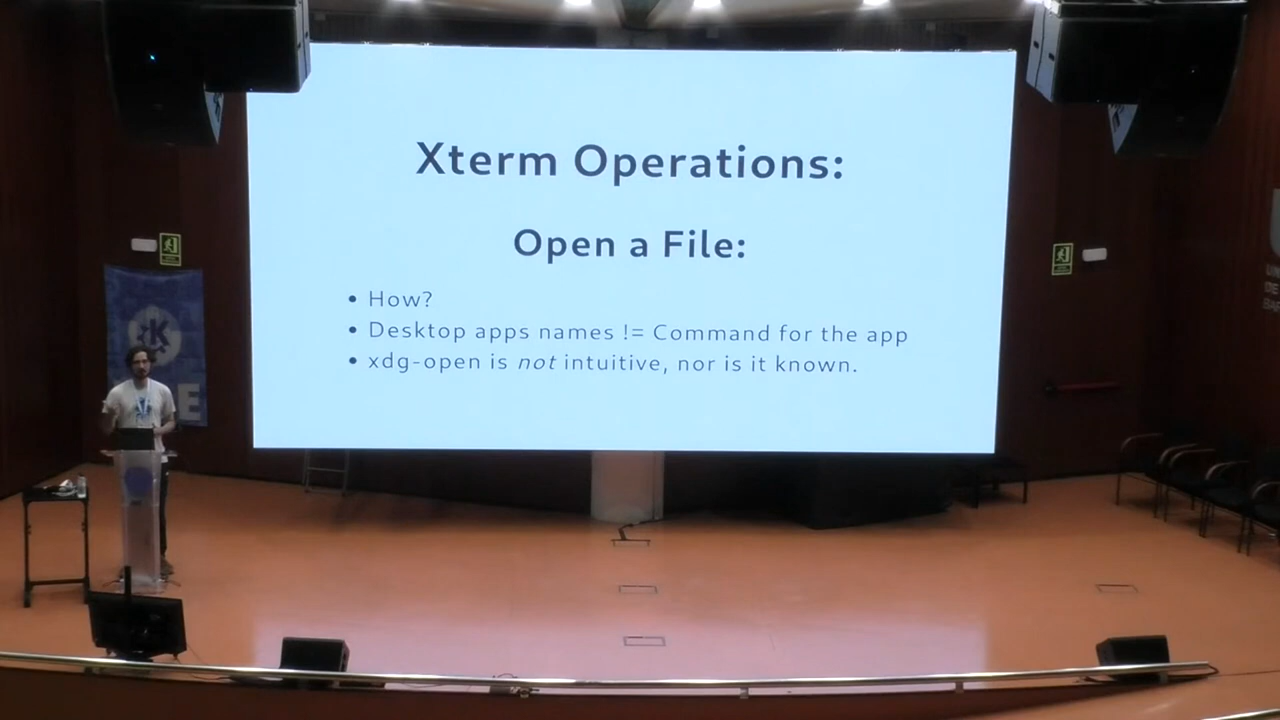 Xterm Operations:
Open a File:
• How?
• Desktop apps names != Command for the app
• xdg-open is not intuitive, nor is it known.
K
E